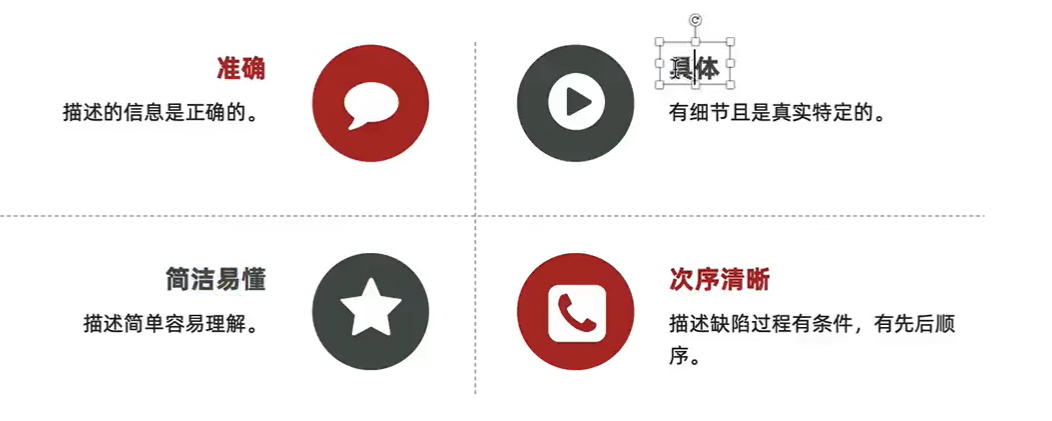 准确
描述的信息是正确的。
具体
有细节且是真实特定的。
简洁易懂
描述简单容易理解。
次序清晰
描述缺陷过程有条件，有先后顺
序。